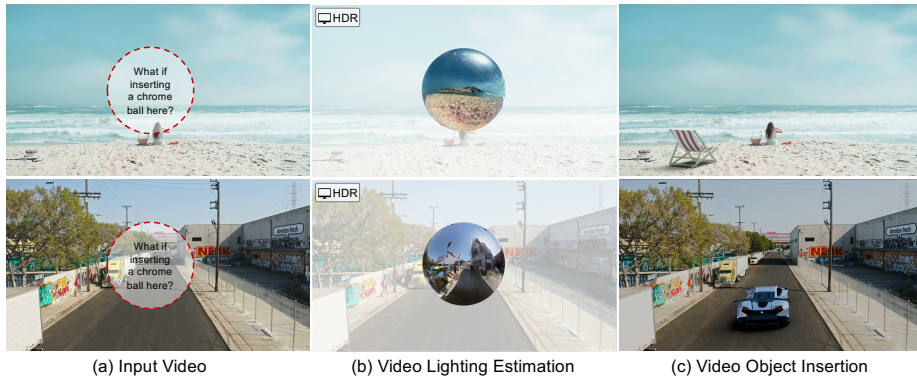 What if
inserting
a chrome
ball here?
HDR
What if
inserting
a chrome
ball here?
HDR
(a) Input Video
(b) Video Lighting Estimation
(c) Video Object Insertion